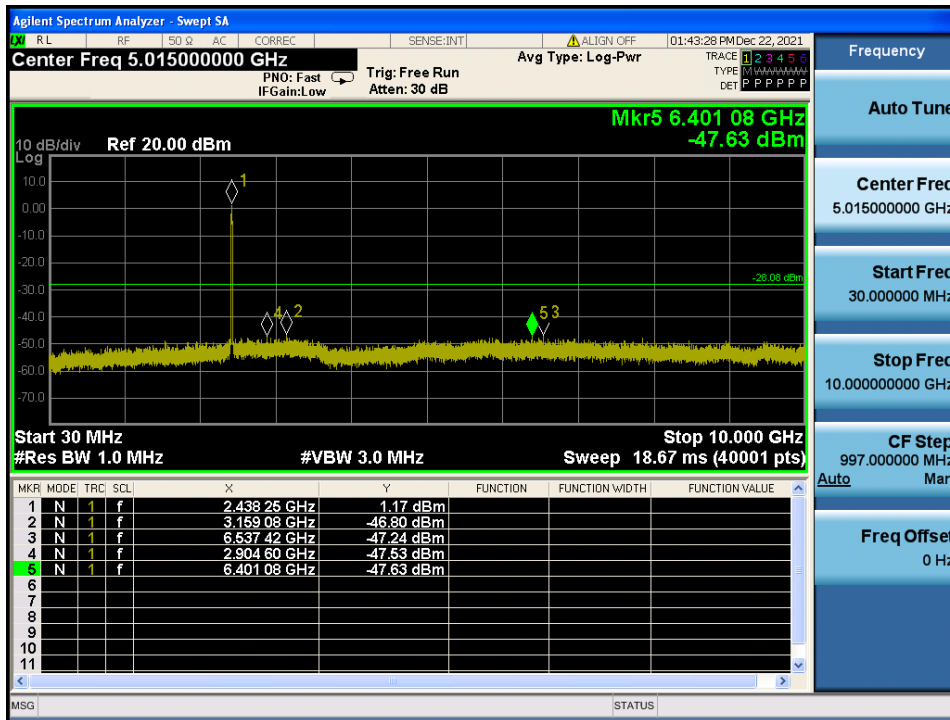 Agilent Spectrum Analyzer - Swept SA
LXI RL RF 50 Ω AC CORREC SENSE:INT ALIGN OFF 01:43:28 PM Dec 22, 2021
Center Freq 5.015000000 GHz
PNO: Fast
IFGain:Low
Trig: Free Run
Atten: 30 dB
Avg Type: Log-Pwr
TRACE 1 2 3 4 5 6
TYPE MWWWWW
DET P P P P P P
Mkr5 6.401 08 GHz
-47.63 dBm
10 dB/div
Log
Ref 20.00 dBm
10.0
0.00
-10.0
-20.0
-30.0
-40.0
-50.0
-60.0
-70.0
1
4 2
5 3
-28.08 dBm
Start 30 MHz
Stop 10.000 GHz
#Res BW 1.0 MHz
#VBW 3.0 MHz
Sweep 18.67 ms (40001 pts)
MKR MODE TRC SCL X Y FUNCTION FUNCTION WIDTH FUNCTION VALUE
1 N 1 f 2.438 25 GHz 1.17 dBm
2 N 1 f 3.159 08 GHz -46.80 dBm
3 N 1 f 6.537 42 GHz -47.24 dBm
4 N 1 f 2.904 60 GHz -47.53 dBm
5 N 1 f 6.401 08 GHz -47.63 dBm
6
7
8
9
10
11
MSG
STATUS
Frequency
Auto Tune
Center Freq
5.015000000 GHz
Start Freq
30.000000 MHz
Stop Freq
10.000000000 GHz
CF Step
997.000000 MHz
Auto Man
Freq Offset
0 Hz